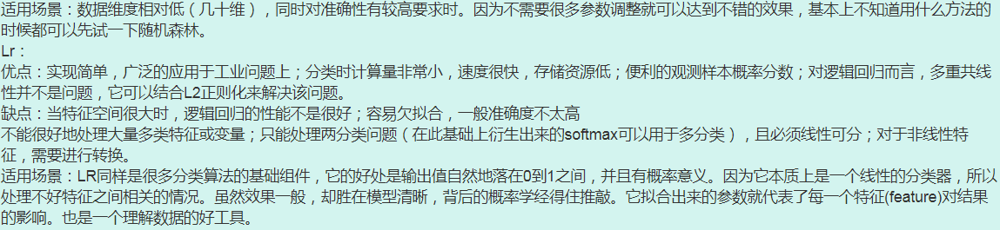 适用场景：数据维度相对低（几十维），同时对准确性有较高要求时。因为不需要很多参数调整就可以达到不错的效果，基本上不知道用什么方法的
时候都可以先试一下随机森林。
Lr：
优点：实现简单，广泛的应用于工业问题上；分类时计算量非常小，速度很快，存储资源低；便利的观测样本概率分数；对逻辑回归而言，多重共线
性并不是问题，它可以结合L2正则化来解决该问题。
缺点：当特征空间很大时，逻辑回归的性能不是很好；容易欠拟合，一般准确度不太高
不能很好地处理大量多类特征或变量；只能处理两分类问题（在此基础上衍生出来的softmax可以用于多分类），且必须线性可分；对于非线性特
征，需要进行转换。
适用场景：LR同样是很多分类算法的基础组件，它的好处是输出值自然地落在0到1之间，并且有概率意义。因为它本质上是一个线性的分类器，所以
处理不好特征之间相关的情况。虽然效果一般，却胜在模型清晰，背后的概率学经得住推敲。它拟合出来的参数就代表了每一个特征(feature)对结果
的影响。也是一个理解数据的好工具。